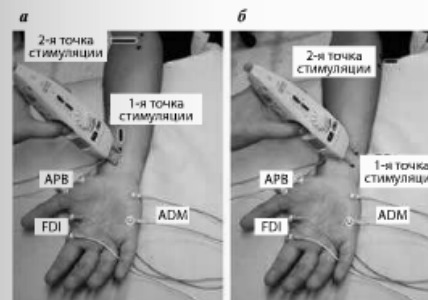 а
2-я точка
стимуляции
1-я точка
стимуляции
APB
FDI
ADM
б
2-я точка
стимуляции
1-я точка
стимуляции
APB
FDI
ADM